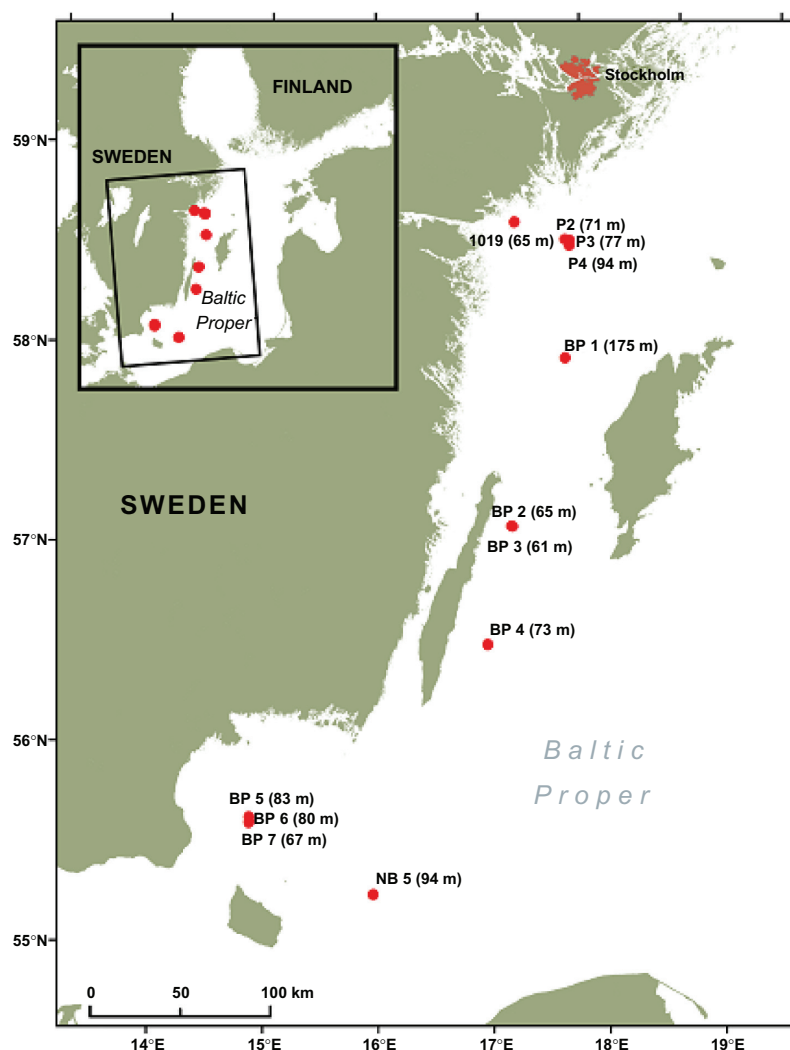 Stockholm
FINLAND
59°N
SWEDEN
P2 (71 m)
1019 (65 m)
P3 (77 m)
P4 (94 m)
Baltic
Proper
58°N
BP 1 (175 m)
SWEDEN
BP 2 (65 m)
57°N
BP 3 (61 m)
BP 4 (73 m)
56°N
Baltic
Proper
BP 5 (83 m)
BP 6 (80 m)
BP 7 (67 m)
NB 5 (94 m)
55°N
0 50 100 km
14°E 15°E 16°E 17°E 18°E 19°E